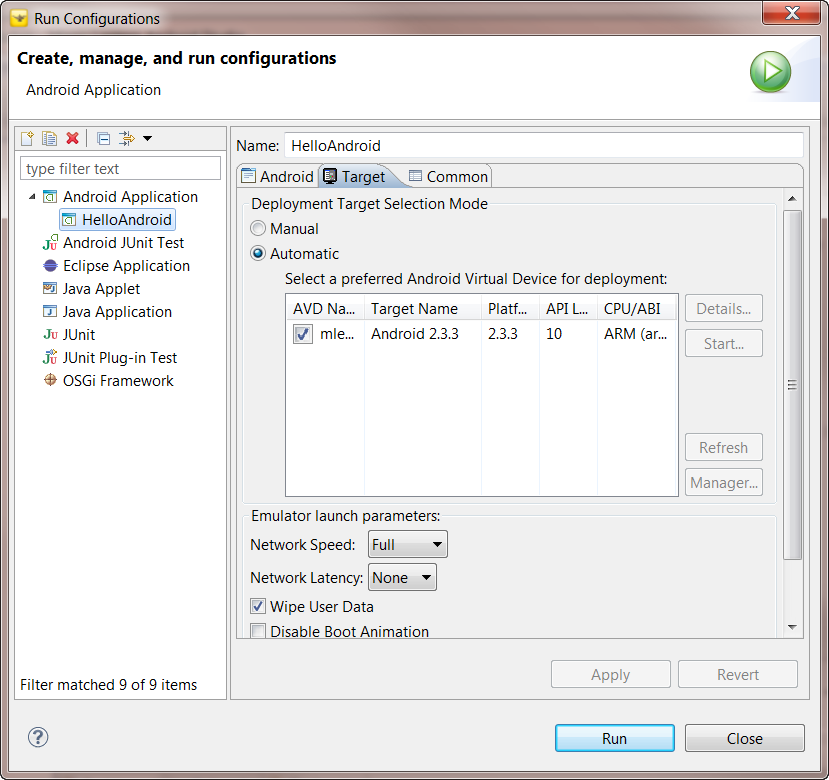 Run Configurations
Create, manage, and run configurations
Android Application
type filter text
Android Application
HelloAndroid
Android JUnit Test
Eclipse Application
Java Applet
Java Application
JUnit
JUnit Plug-in Test
OSGi Framework
Filter matched 9 of 9 items
Name: HelloAndroid
Android Target Common
Deployment Target Selection Mode
Manual
Automatic
Select a preferred Android Virtual Device for deployment:
AVD Na... Target Name Platf... API L... CPU/ABI
mle... Android 2.3.3 2.3.3 10 ARM (ar...
Details...
Start...
Refresh
Manager...
Emulator launch parameters:
Network Speed: Full
Network Latency: None
Wipe User Data
Disable Boot Animation
Apply Revert
Run Close